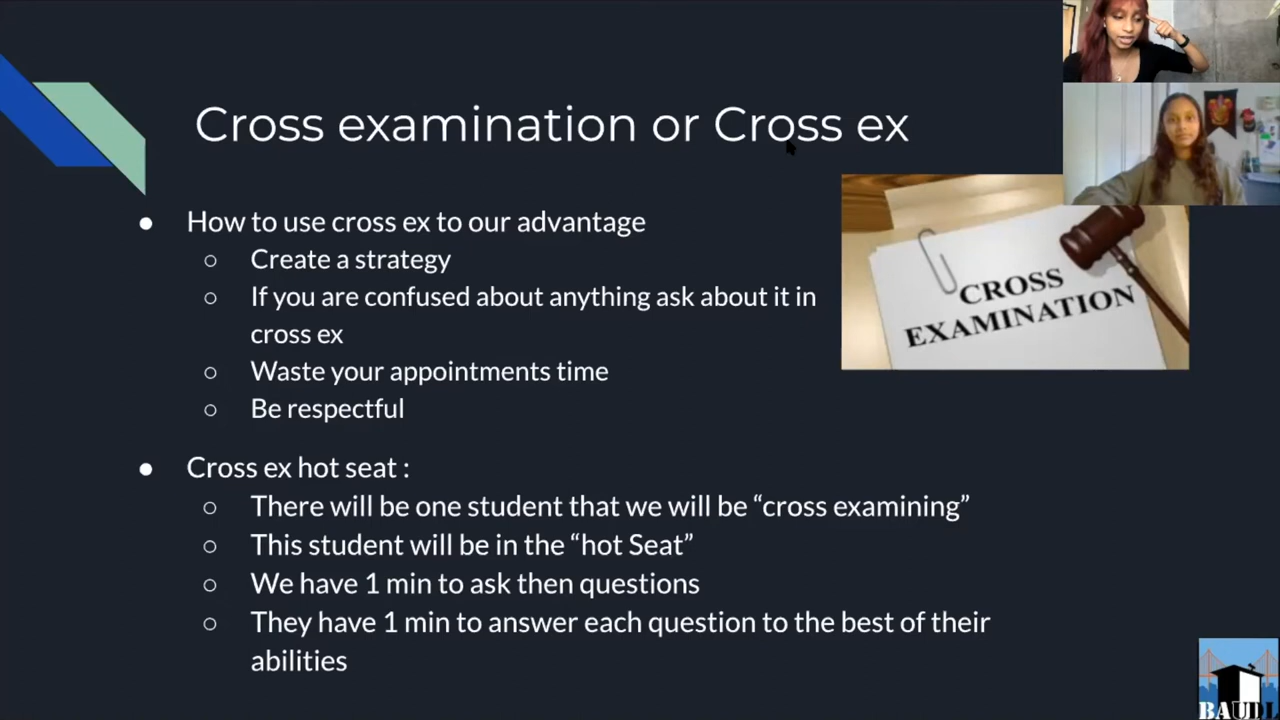 Cross examination or Cross ex
● How to use cross ex to our advantage
○ Create a strategy
○ If you are confused about anything ask about it in
cross ex
○ Waste your appointments time
○ Be respectful
CROSS
EXAMINATION
● Cross ex hot seat :
○ There will be one student that we will be “cross examining”
○ This student will be in the “hot Seat”
○ We have 1 min to ask then questions
○ They have 1 min to answer each question to the best of their
abilities
BAUDL